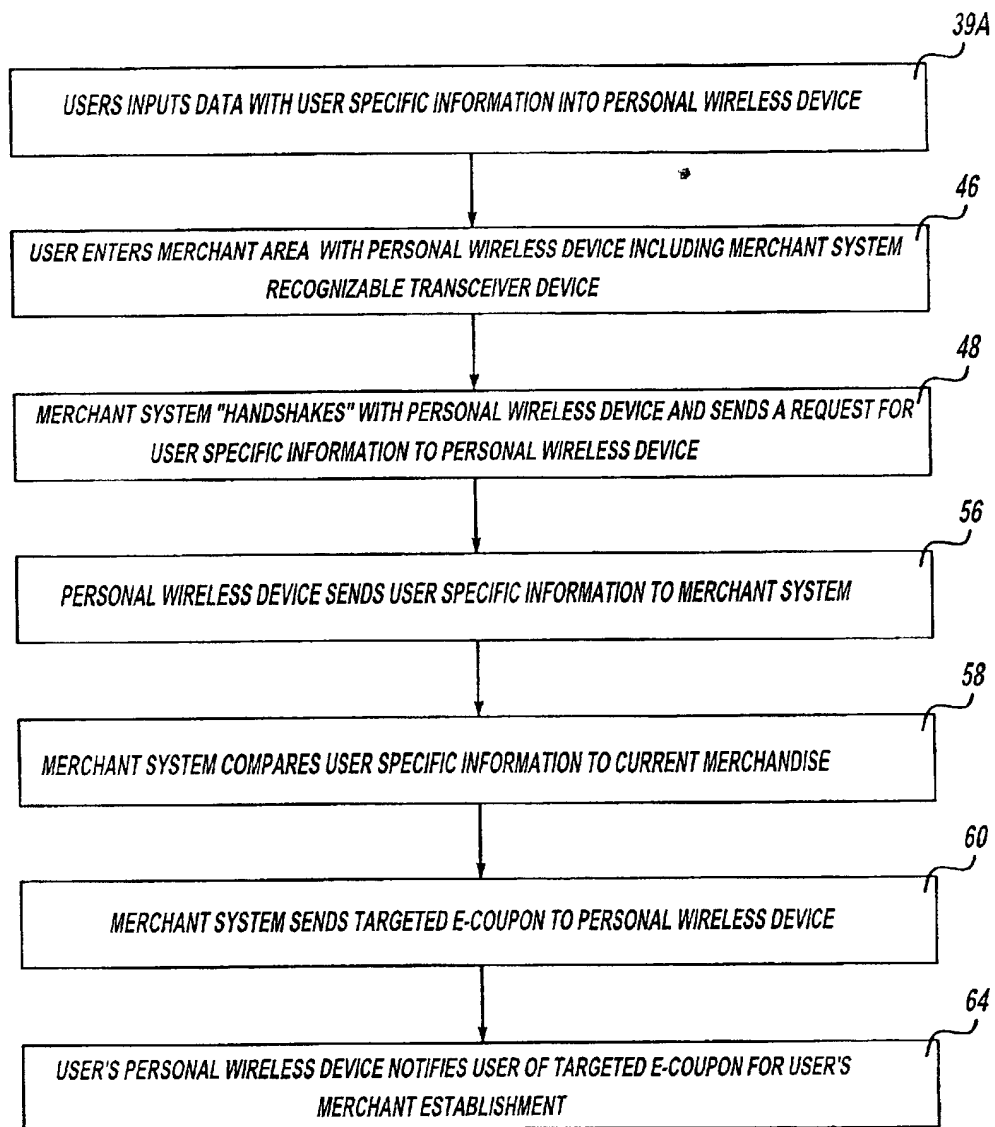 39A
USERS INPUTS DATA WITH USER SPECIFIC INFORMATION INTO PERSONAL WIRELESS DEVICE
46
USER ENTERS MERCHANT AREA WITH PERSONAL WIRELESS DEVICE INCLUDING MERCHANT SYSTEM
RECOGNIZABLE TRANSCEIVER DEVICE
48
MERCHANT SYSTEM "HANDSHAKES" WITH PERSONAL WIRELESS DEVICE AND SENDS A REQUEST FOR
USER SPECIFIC INFORMATION TO PERSONAL WIRELESS DEVICE
56
PERSONAL WIRELESS DEVICE SENDS USER SPECIFIC INFORMATION TO MERCHANT SYSTEM
58
MERCHANT SYSTEM COMPARES USER SPECIFIC INFORMATION TO CURRENT MERCHANDISE
60
MERCHANT SYSTEM SENDS TARGETED E-COUPON TO PERSONAL WIRELESS DEVICE
64
USER'S PERSONAL WIRELESS DEVICE NOTIFIES USER OF TARGETED E-COUPON FOR USER'S
MERCHANT ESTABLISHMENT